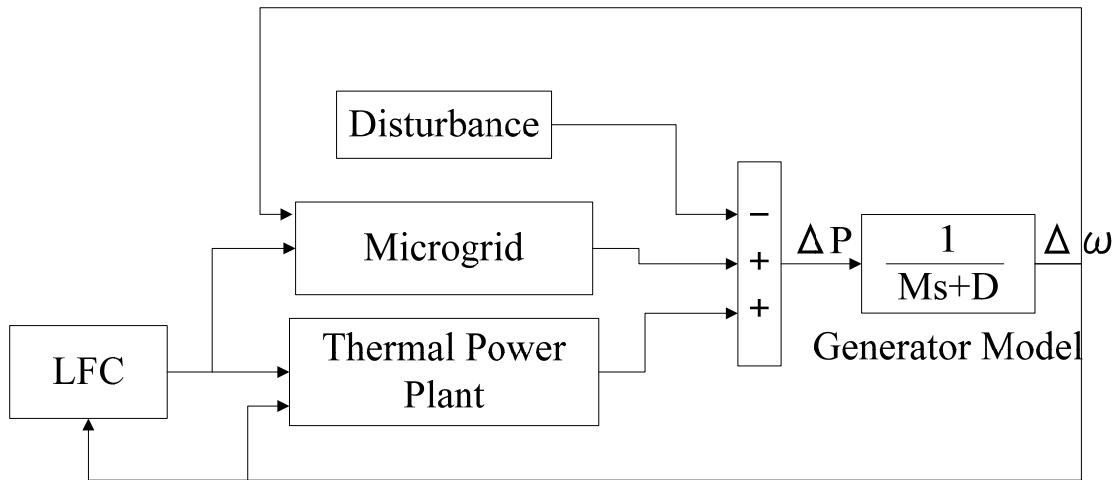 Disturbance
−
Microgrid
+
ΔP
1
Ms+D
Δω
+
Generator Model
Thermal Power
Plant
LFC